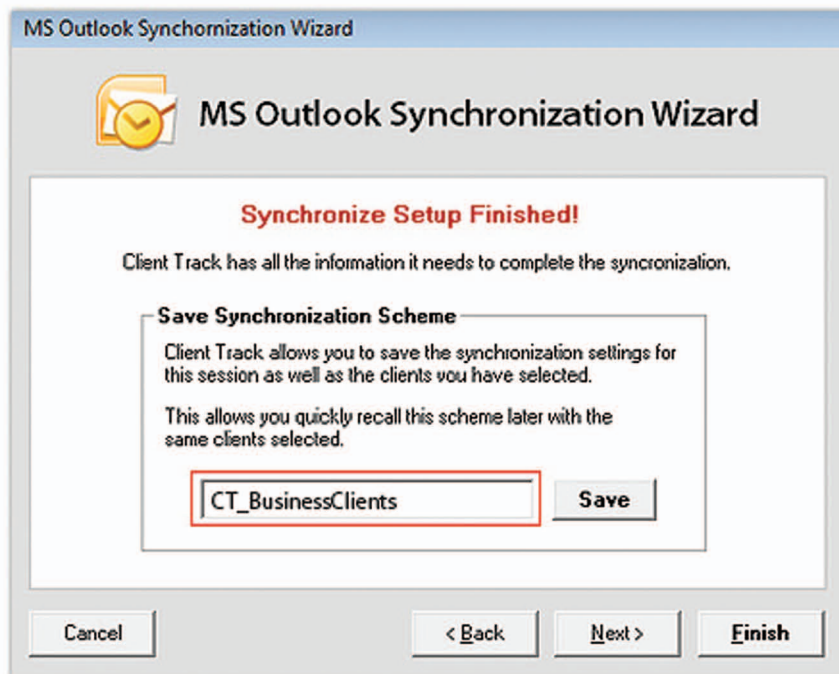 MS Outlook Synchornization Wizard
MS Outlook Synchronization Wizard
Synchronize Setup Finished!
Client Track has all the information it needs to complete the syncronization.
Save Synchronization Scheme
Client Track allows you to save the synchronization settings for
this session as well as the clients you have selected.
This allows you quickly recall this scheme later with the
same clients selected.
CT_BusinessClients
Save
Cancel
< Back
Next >
Finish